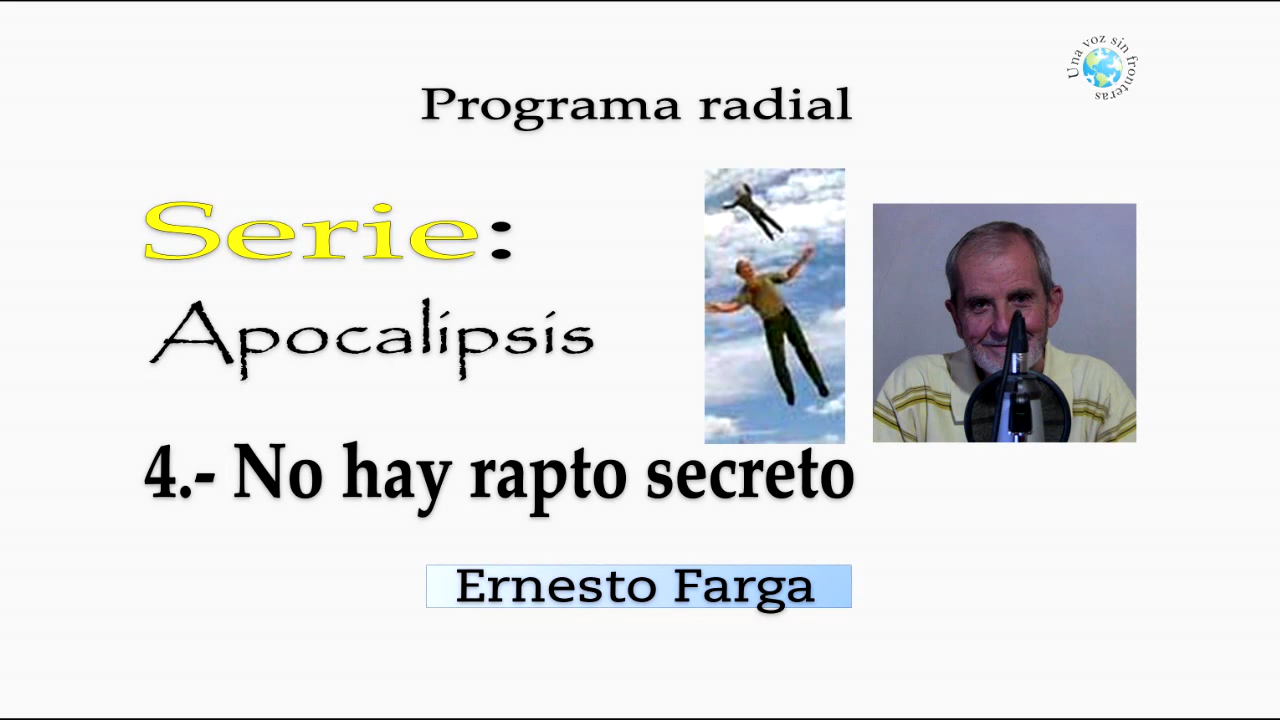 Una voz sin fronteras
Programa radial
Serie:
Apocalipsis
4.- No hay rapto secreto
Ernesto Farga